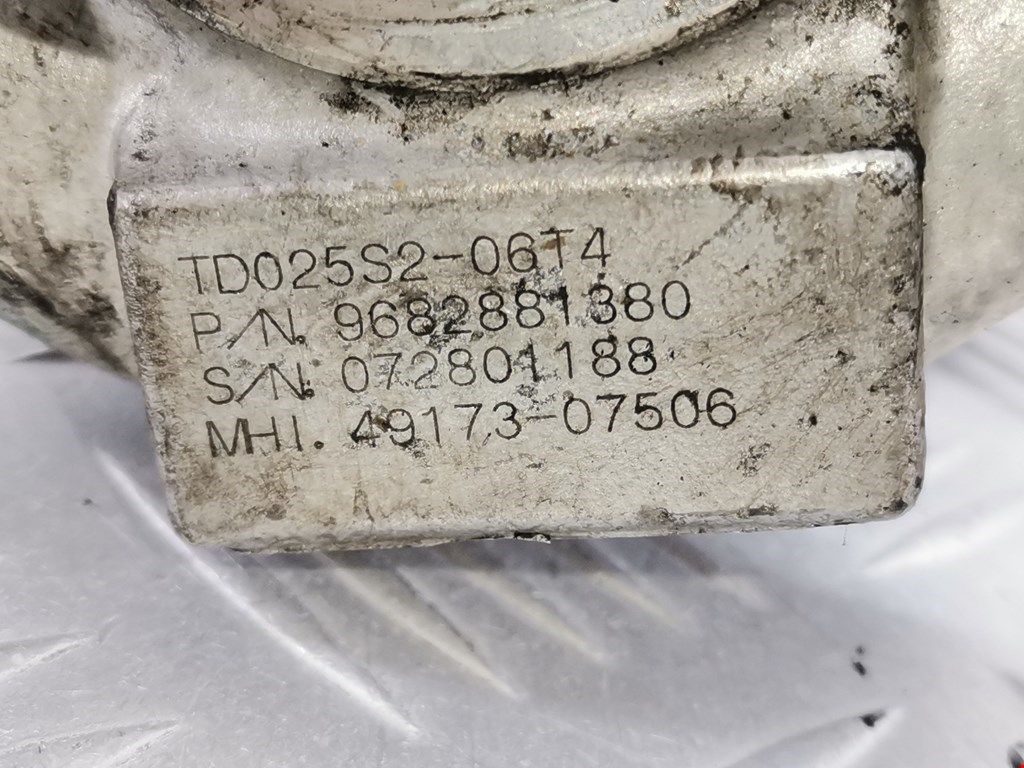 TD025S2-06T4
P/N. 9682881380
S/N. 072801188
MHI. 49173-07506